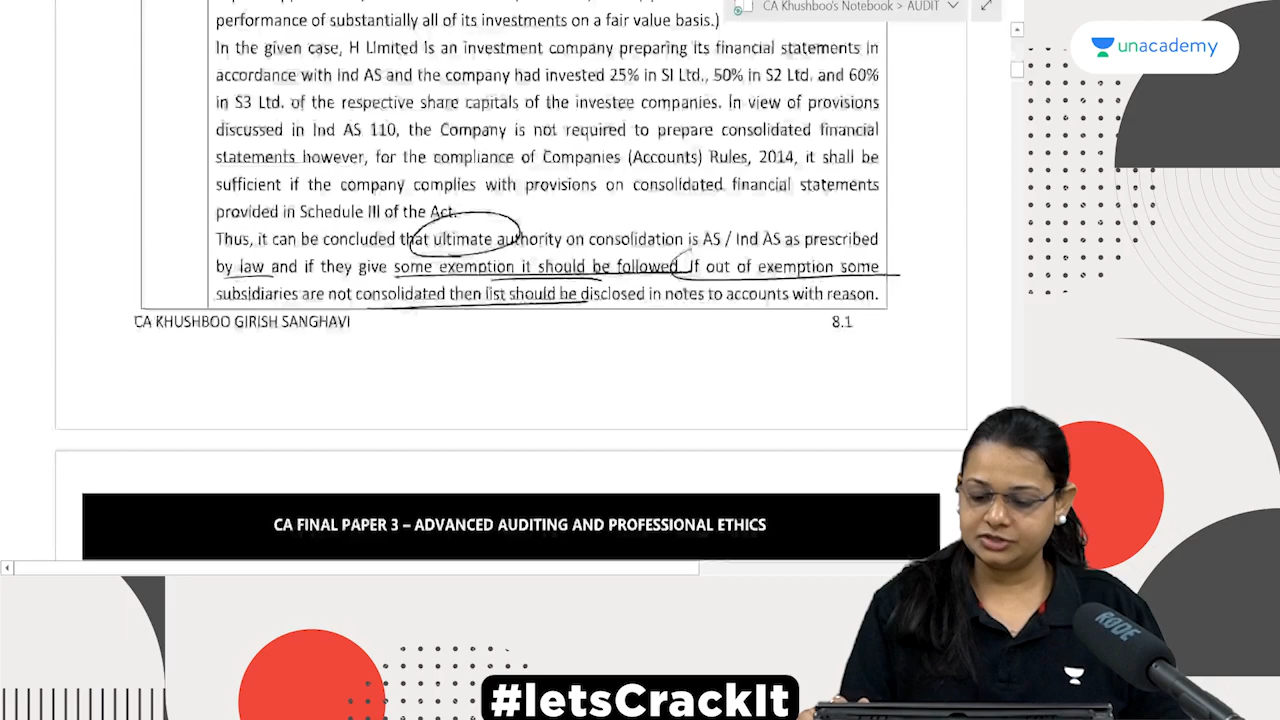 performance of substantially all of its investments on a fair value basis.)
CA Khushboo's Notebook > AUDIT
unacademy
In the given case, H Limited is an investment company preparing its financial statements in
accordance with Ind AS and the company had invested 25% in SI Ltd., 50% in S2 Ltd. and 60%
in S3 Ltd. of the respective share capitals of the investee companies. In view of provisions
discussed in Ind AS 110, the Company is not required to prepare consolidated financial
statements however, for the compliance of Companies (Accounts) Rules, 2014, it shall be
sufficient if the company complies with provisions on consolidated financial statements
provided in Schedule III of the Act.
Thus, it can be concluded that ultimate authority on consolidation is AS / Ind AS as prescribed
by law and if they give some exemption it should be followed. If out of exemption some
subsidiaries are not consolidated then list should be disclosed in notes to accounts with reason.
CA KHUSHBOO GIRISH SANGHAVI 8.1
CA FINAL PAPER 3 – ADVANCED AUDITING AND PROFESSIONAL ETHICS
RØDE
#letsCrackIt